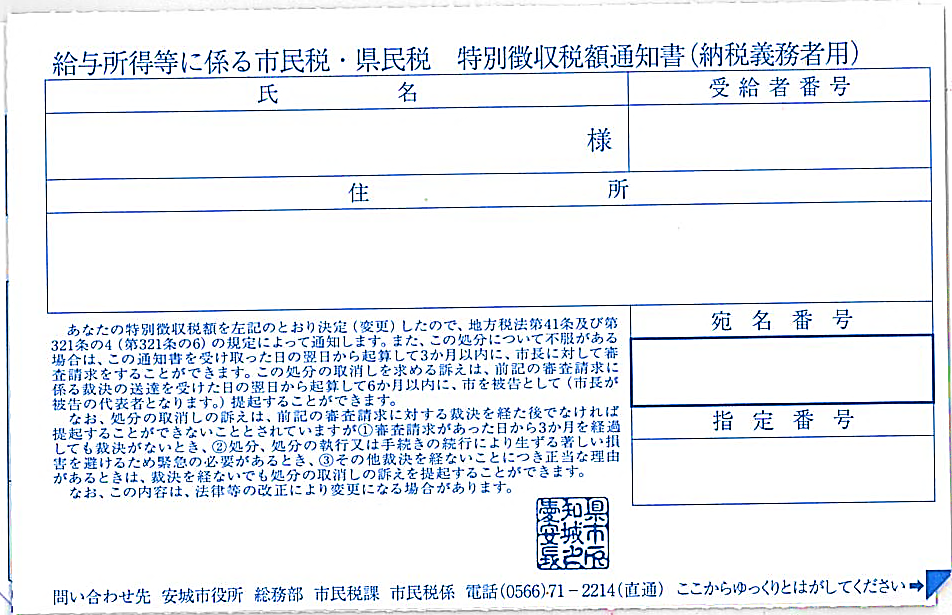 給与所得等に係る市民税・県民税 特別徴収税額通知書(納税義務者用)
氏 名
受給者番号
様
住 所
あなたの特別徴収税額を左記のとおり決定(変更)したので、地方税法第41条及び第
321条の4(第321条の6)の規定によって通知します。また、この処分について不服がある
場合は、この通知書を受け取った日の翌日から起算して3か月以内に、市長に対して審
査請求をすることができます。この処分の取消しを求める訴えは、前記の審査請求に
係る裁決の送達を受けた日の翌日から起算して6か月以内に、市を被告として(市長が
被告の代表者となります。)提起することができます。
なお、処分の取消しの訴えは、前記の審査請求に対する裁決を経た後でなければ
提起することができないこととされていますが①審査請求があった日から3か月を経過
しても裁決がないとき、②処分、処分の執行又は手続きの続行により生ずる著しい損
害を避けるため緊急の必要があるとき、③その他裁決を経ないことにつき正当な理由
があるときは、裁決を経ないでも処分の取消しの訴えを提起することができます。
なお、この内容は、法律等の改正により変更になる場合があります。
宛名番号
指定番号
愛知県
安城市
長之印
問い合わせ先 安城市役所 総務部 市民税課 市民税係 電話(0566)71-2214(直通) ここからゆっくりとはがしてください➡